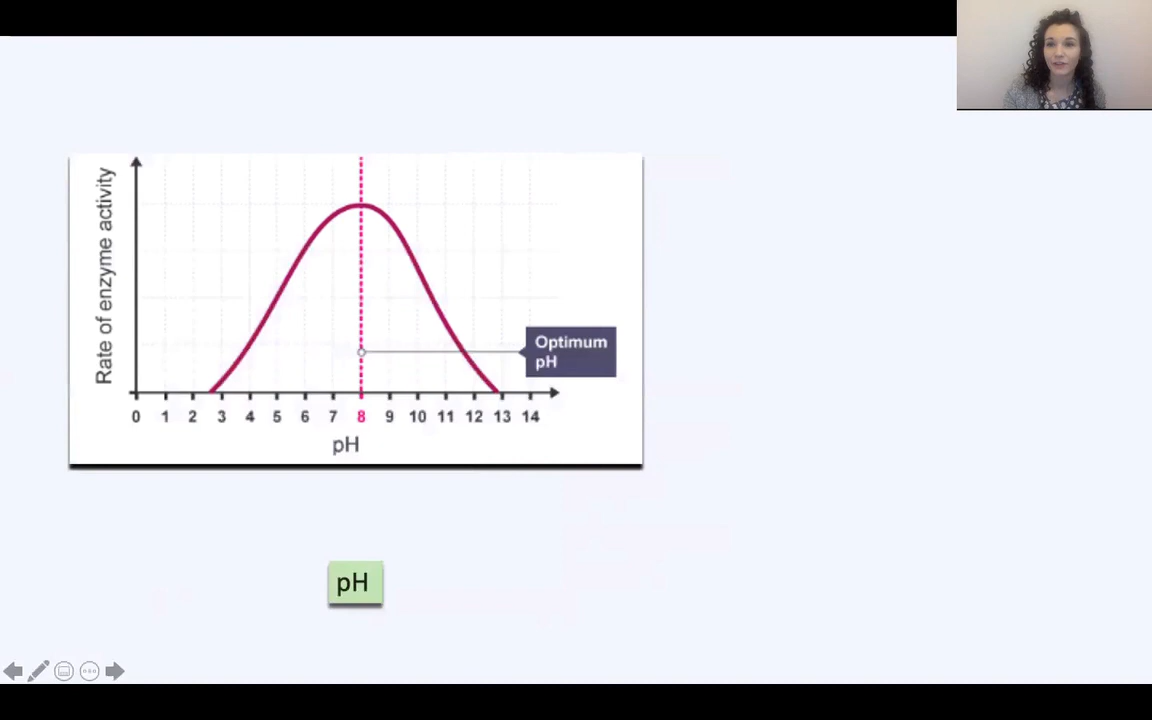 Rate of enzyme activity
Optimum
pH
0 1 2 3 4 5 6 7 8 9 10 11 12 13 14
pH
pH